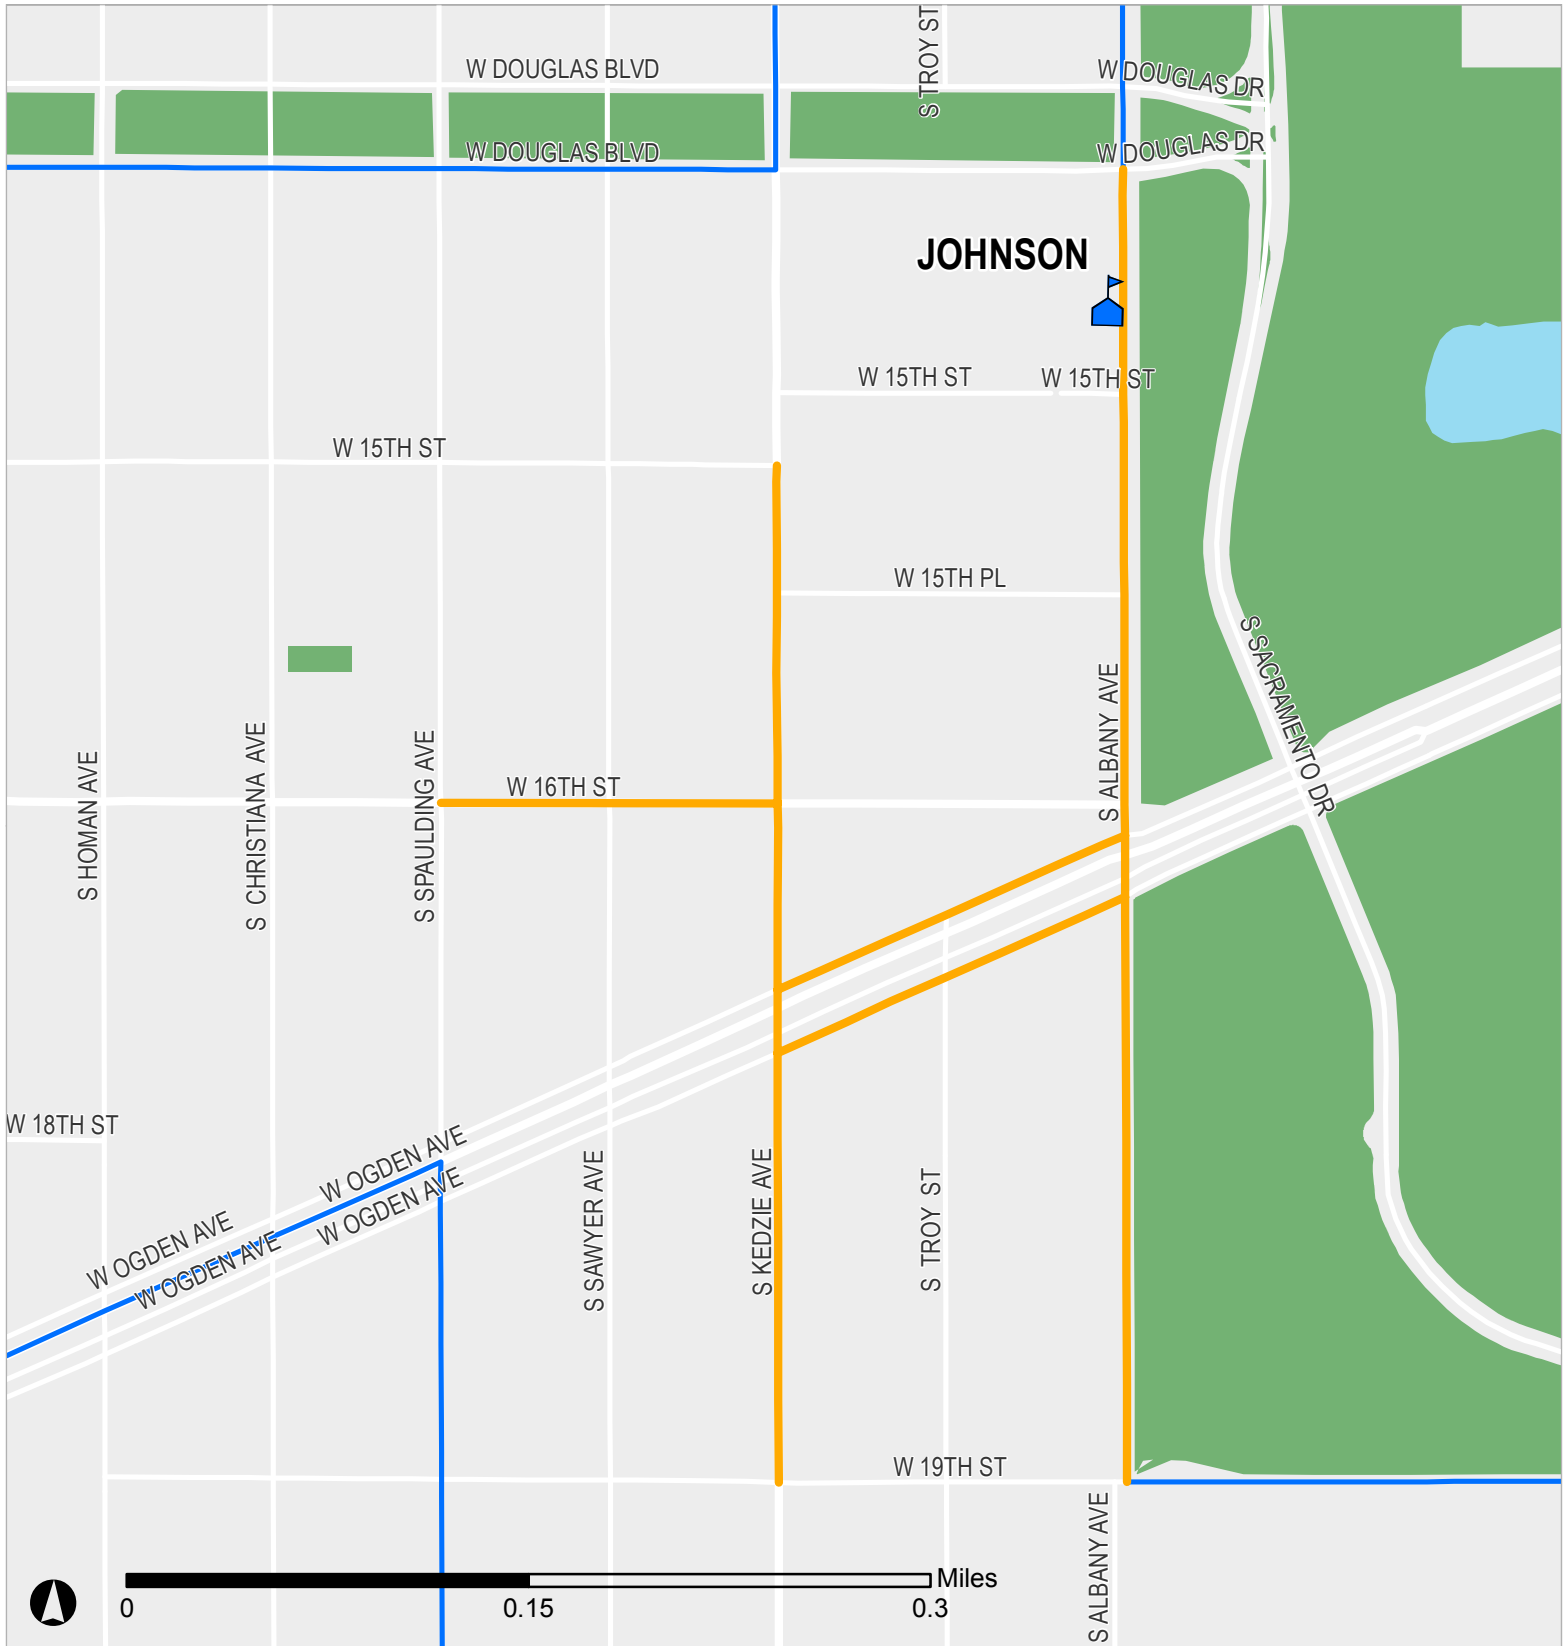 S TROY ST
W DOUGLAS BLVD
W DOUGLAS DR
W DOUGLAS BLVD
W DOUGLAS DR
JOHNSON
W 15TH ST
W 15TH ST
W 15TH ST
W 15TH PL
S SACRAMENTO DR
S ALBANY AVE
S HOMAN AVE
S CHRISTIANA AVE
S SPAULDING AVE
W 16TH ST
W 18TH ST
W OGDEN AVE
W OGDEN AVE
W OGDEN AVE
W OGDEN AVE
S SAWYER AVE
S KEDZIE AVE
S TROY ST
W 19TH ST
S ALBANY AVE
Miles
0
0.15
0.3